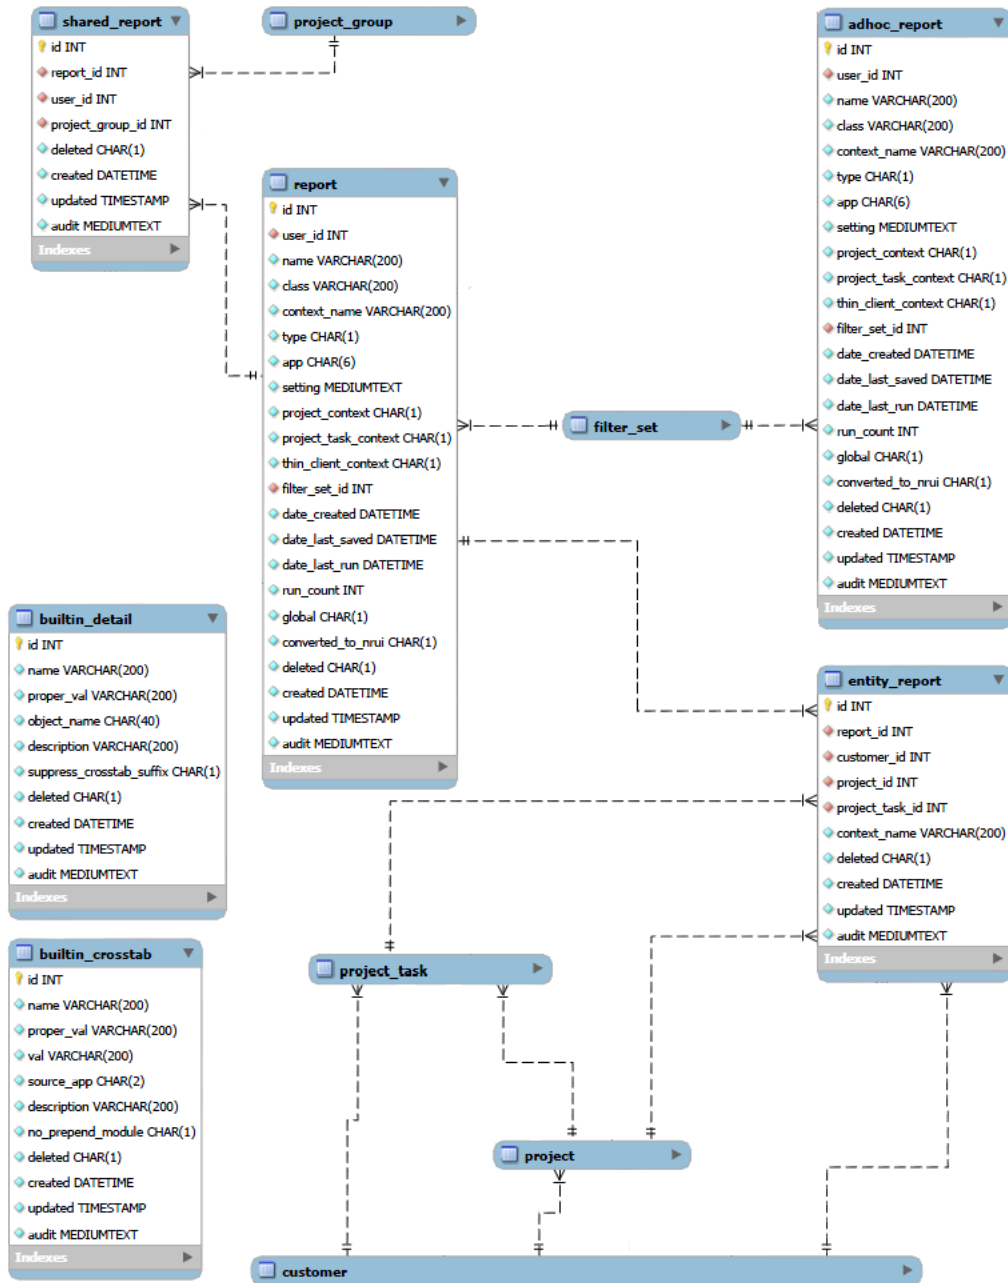 shared_report
id INT
report_id INT
user_id INT
project_group_id INT
deleted CHAR(1)
created DATETIME
updated TIMESTAMP
audit MEDIUMTEXT
Indexes
project_group
adhoc_report
id INT
user_id INT
name VARCHAR(200)
class VARCHAR(200)
context_name VARCHAR(200)
type CHAR(1)
app CHAR(6)
setting MEDIUMTEXT
project_context CHAR(1)
project_task_context CHAR(1)
thin_client_context CHAR(1)
filter_set_id INT
date_created DATETIME
date_last_saved DATETIME
date_last_run DATETIME
run_count INT
global CHAR(1)
converted_to_nrui CHAR(1)
deleted CHAR(1)
created DATETIME
updated TIMESTAMP
audit MEDIUMTEXT
Indexes
report
id INT
user_id INT
name VARCHAR(200)
class VARCHAR(200)
context_name VARCHAR(200)
type CHAR(1)
app CHAR(6)
setting MEDIUMTEXT
project_context CHAR(1)
project_task_context CHAR(1)
thin_client_context CHAR(1)
filter_set_id INT
date_created DATETIME
date_last_saved DATETIME
date_last_run DATETIME
run_count INT
global CHAR(1)
converted_to_nrui CHAR(1)
deleted CHAR(1)
created DATETIME
updated TIMESTAMP
audit MEDIUMTEXT
Indexes
filter_set
builtin_detail
id INT
name VARCHAR(200)
proper_val VARCHAR(200)
object_name CHAR(40)
description VARCHAR(200)
suppress_crosstab_suffix CHAR(1)
deleted CHAR(1)
created DATETIME
updated TIMESTAMP
audit MEDIUMTEXT
Indexes
entity_report
id INT
report_id INT
customer_id INT
project_id INT
project_task_id INT
context_name VARCHAR(200)
deleted CHAR(1)
created DATETIME
updated TIMESTAMP
audit MEDIUMTEXT
Indexes
builtin_crosstab
id INT
name VARCHAR(200)
proper_val VARCHAR(200)
val VARCHAR(200)
source_app CHAR(2)
description VARCHAR(200)
no_prepend_module CHAR(1)
deleted CHAR(1)
created DATETIME
updated TIMESTAMP
audit MEDIUMTEXT
Indexes
project_task
project
customer